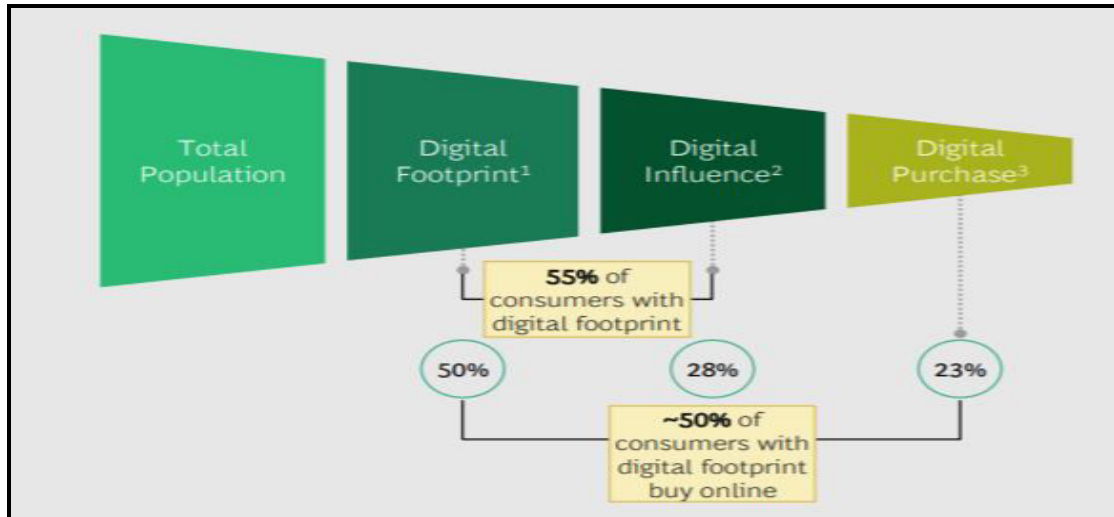 Total
Population
Digital
Footprint¹
Digital
Influence²
Digital
Purchase³
55% of
consumers with
digital footprint
50%
28%
23%
~50% of
consumers with
digital footprint
buy online